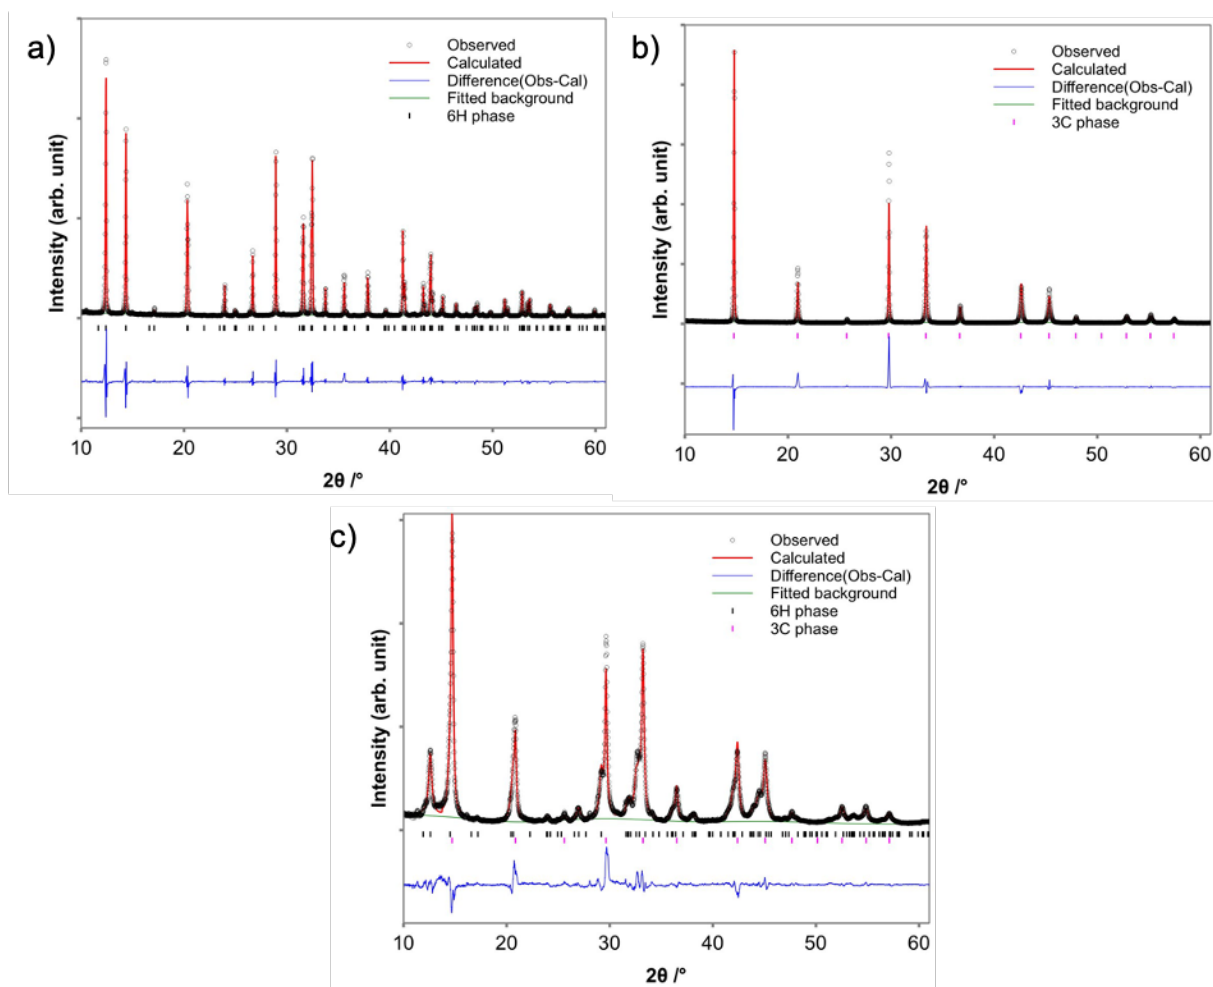 a)
Observed
Calculated
Difference(Obs-Cal)
Fitted background
6H phase
Intensity (arb. unit)
10 20 30 40 50 60
2θ /°
b)
Observed
Calculated
Difference(Obs-Cal)
Fitted background
3C phase
Intensity (arb. unit)
10 20 30 40 50 60
2θ /°
c)
Observed
Calculated
Difference(Obs-Cal)
Fitted background
6H phase
3C phase
Intensity (arb. unit)
10 20 30 40 50 60
2θ /°